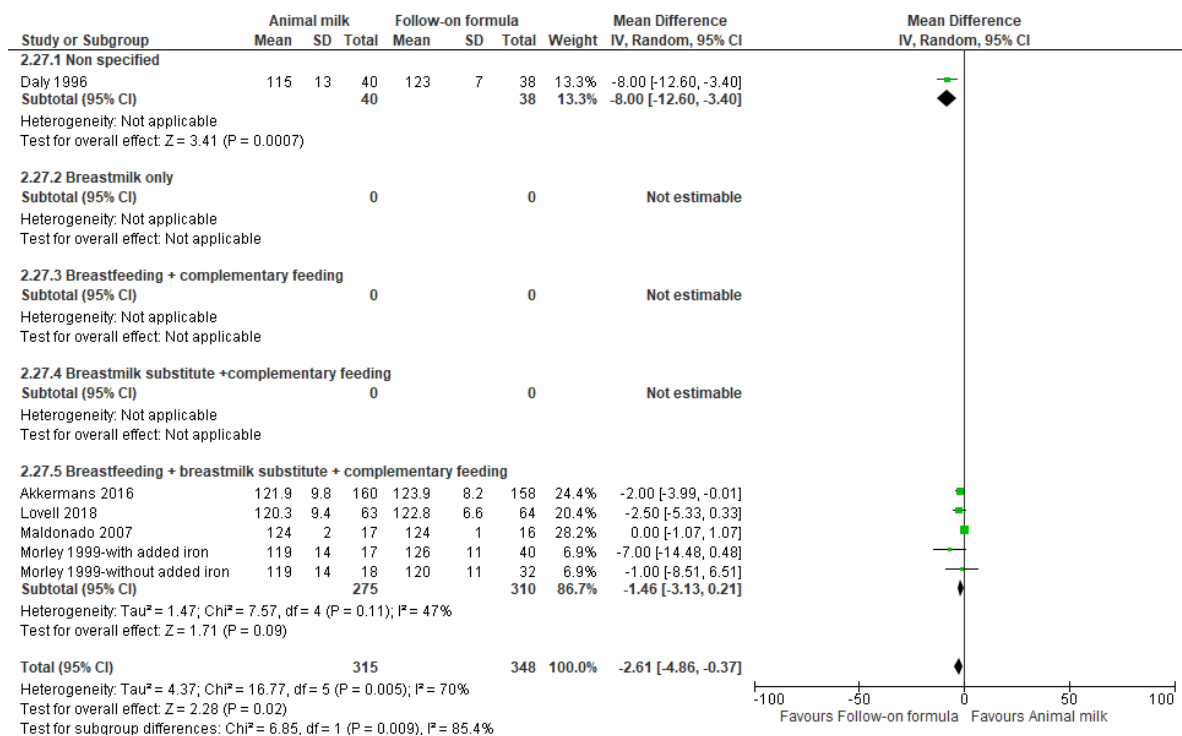 Animal milk Follow-on formula Mean Difference Mean Difference
Study or Subgroup Mean SD Total Mean SD Total Weight IV, Random, 95% CI IV, Random, 95% CI
2.27.1 Non specified
Daly 1996 115 13 40 123 7 38 13.3% -8.00 [-12.60, -3.40]
Subtotal (95% CI) 40 38 13.3% -8.00 [-12.60, -3.40]
Heterogeneity: Not applicable
Test for overall effect: Z = 3.41 (P = 0.0007)
2.27.2 Breastmilk only
Subtotal (95% CI) 0 0 Not estimable
Heterogeneity: Not applicable
Test for overall effect: Not applicable
2.27.3 Breastfeeding + complementary feeding
Subtotal (95% CI) 0 0 Not estimable
Heterogeneity: Not applicable
Test for overall effect: Not applicable
2.27.4 Breastmilk substitute +complementary feeding
Subtotal (95% CI) 0 0 Not estimable
Heterogeneity: Not applicable
Test for overall effect: Not applicable
2.27.5 Breastfeeding + breastmilk substitute + complementary feeding
Akkermans 2016 121.9 9.8 160 123.9 8.2 158 24.4% -2.00 [-3.99, -0.01]
Lovell 2018 120.3 9.4 63 122.8 6.6 64 20.4% -2.50 [-5.33, 0.33]
Maldonado 2007 124 2 17 124 1 16 28.2% 0.00 [-1.07, 1.07]
Morley 1999-with added iron 119 14 17 126 11 40 6.9% -7.00 [-14.48, 0.48]
Morley 1999-without added iron 119 14 18 120 11 32 6.9% -1.00 [-8.51, 6.51]
Subtotal (95% CI) 275 310 86.7% -1.46 [-3.13, 0.21]
Heterogeneity: Tau² = 1.47; Chi² = 7.57, df = 4 (P = 0.11); I² = 47%
Test for overall effect: Z = 1.71 (P = 0.09)
Total (95% CI) 315 348 100.0% -2.61 [-4.86, -0.37]
Heterogeneity: Tau² = 4.37; Chi² = 16.77, df = 5 (P = 0.005); I² = 70%
Test for overall effect: Z = 2.28 (P = 0.02)
Test for subgroup differences: Chi² = 6.85, df = 1 (P = 0.009), I² = 85.4%
-100 -50 0 50 100
Favours Follow-on formula Favours Animal milk